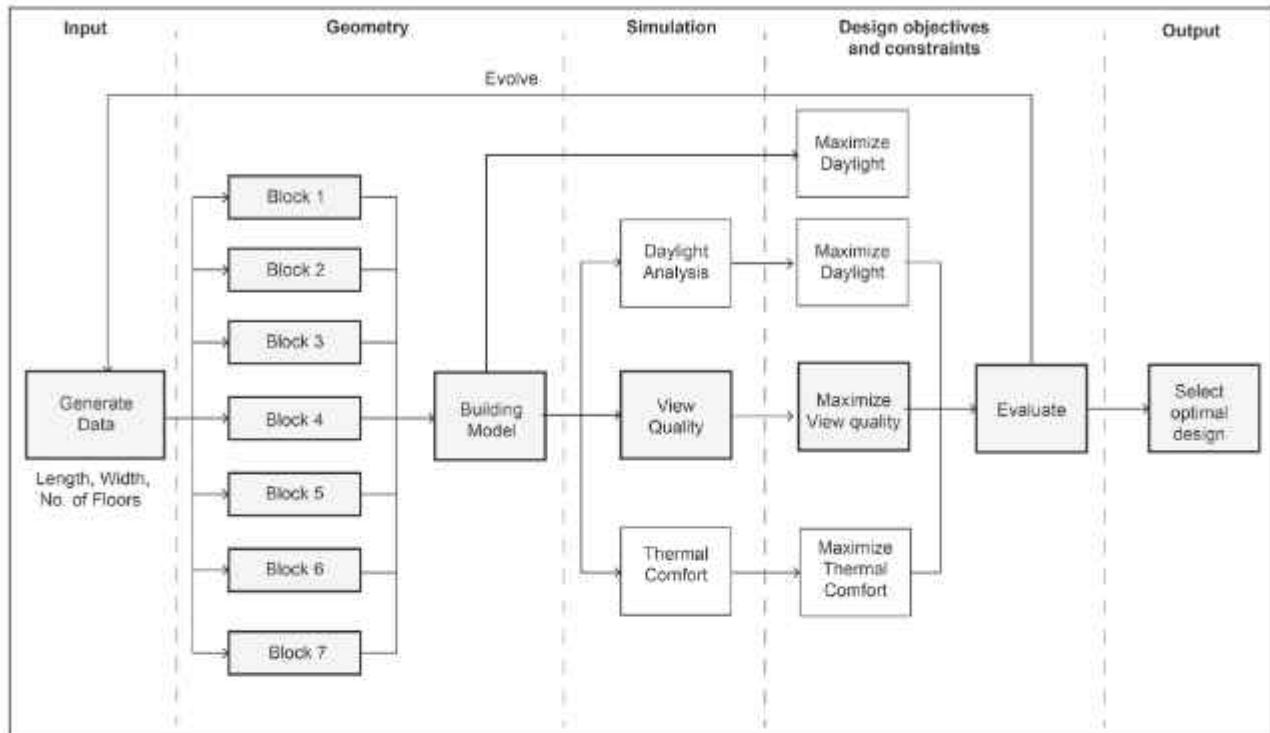 Input
Geometry
Simulation
Design objectives
and constraints
Output
Evolve
Maximize
Daylight
Block 1
Block 2
Daylight
Analysis
Maximize
Daylight
Block 3
Generate
Data
Block 4
Building
Model
View
Quality
Maximize
View quality
Evaluate
Select
optimal
design
Length, Width,
No. of Floors
Block 5
Block 6
Thermal
Comfort
Maximize
Thermal
Comfort
Block 7